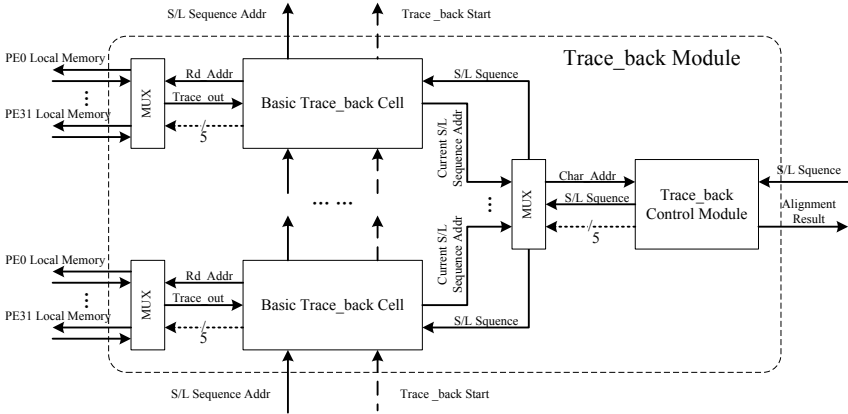 S/L Sequence Addr
Trace _back Start
Trace_back Module
PE0 Local Memory
PE31 Local Memory
MUX
Rd_Addr
Trace_out
5
Basic Trace_back Cell
S/L Squence
Current S/L
Sequence Addr
... ...
MUX
Char_Addr
S/L Squence
5
Trace_back
Control Module
S/L Squence
Alignment
Result
PE0 Local Memory
PE31 Local Memory
MUX
Rd_Addr
Trace_out
5
Basic Trace_back Cell
Current S/L
Sequence Addr
S/L Squence
S/L Sequence Addr
Trace _back Start